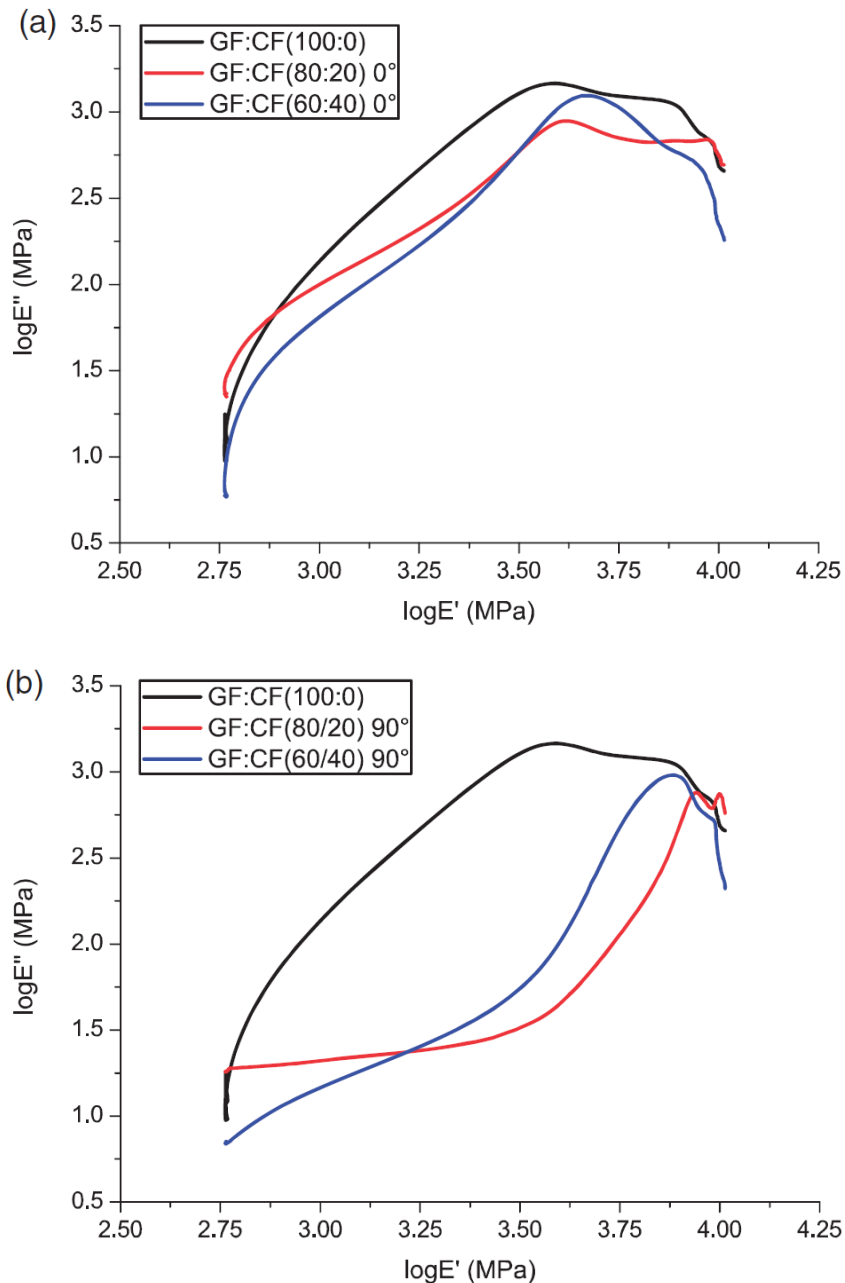 (a)
GF:CF(100:0)
GF:CF(80:20) 0°
GF:CF(60:40) 0°
3.5
3.0
2.5
2.0
1.5
1.0
0.5
logE" (MPa)
2.50 2.75 3.00 3.25 3.50 3.75 4.00 4.25
logE' (MPa)
(b)
GF:CF(100:0)
GF:CF(80/20) 90°
GF:CF(60/40) 90°
3.5
3.0
2.5
2.0
1.5
1.0
0.5
logE" (MPa)
2.50 2.75 3.00 3.25 3.50 3.75 4.00 4.25
logE' (MPa)